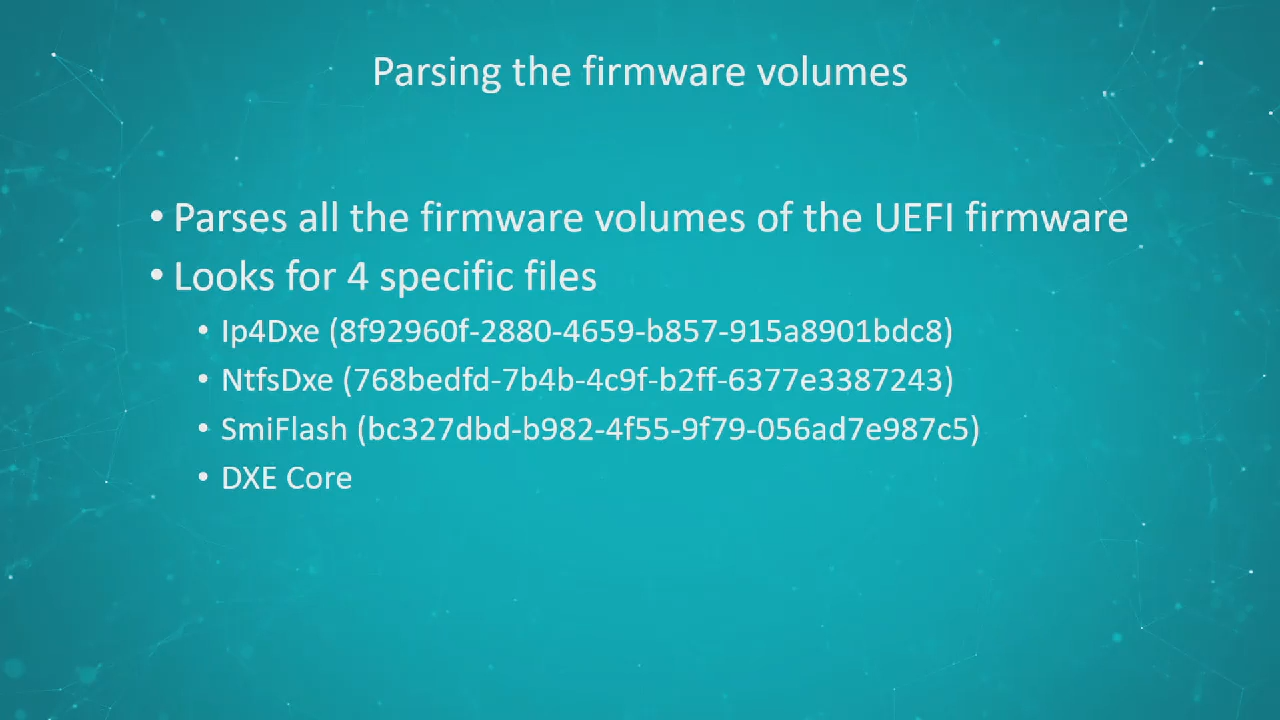 Parsing the firmware volumes
• Parses all the firmware volumes of the UEFI firmware
• Looks for 4 specific files
• Ip4Dxe (8f92960f-2880-4659-b857-915a8901bdc8)
• NtfsDxe (768bedfd-7b4b-4c9f-b2ff-6377e3387243)
• SmiFlash (bc327dbd-b982-4f55-9f79-056ad7e987c5)
• DXE Core